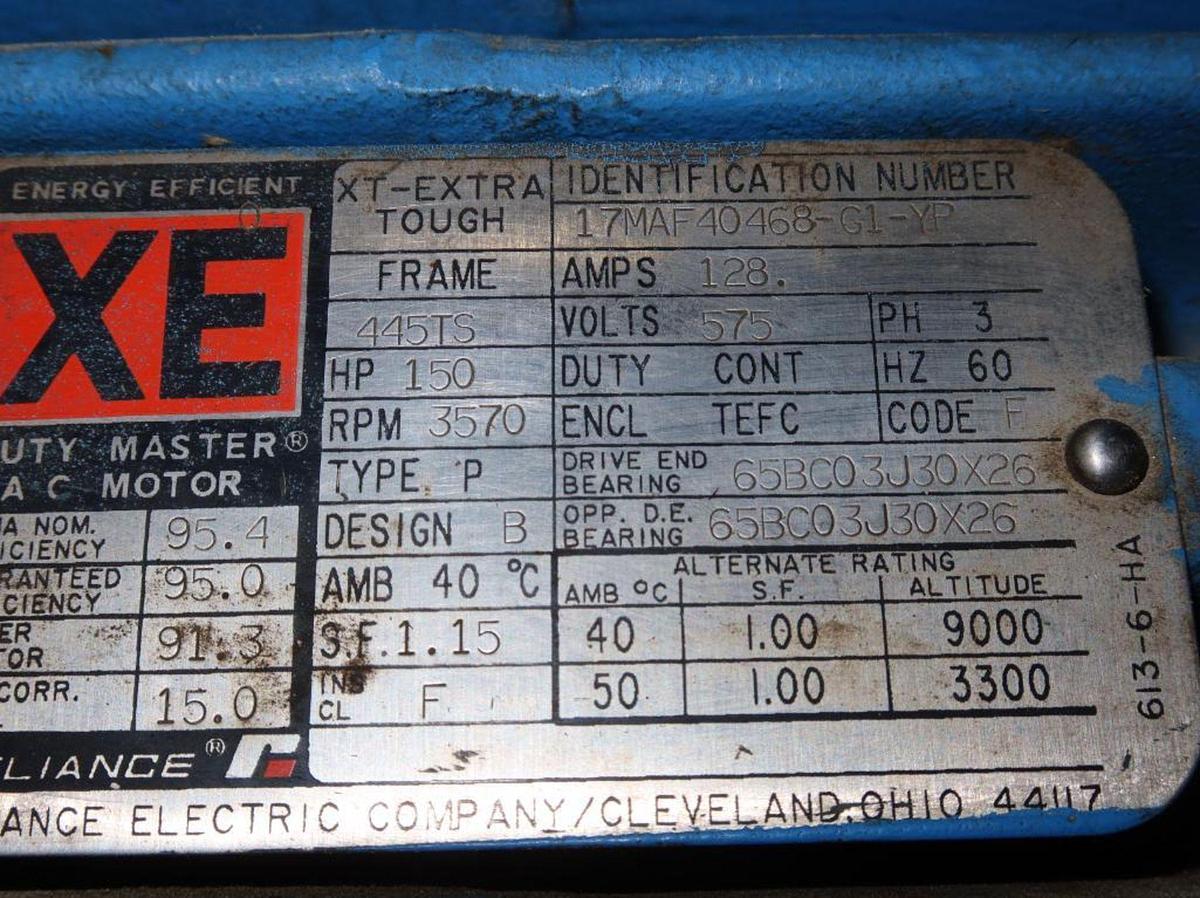 ENERGY EFFICIENT
XE
UTY MASTER®
A C MOTOR
A NOM. 95.4
ICIENCY
RANTEED 95.0
CIENCY
ER 91.3
TOR
CORR. 15.0
LIANCE®
XT-EXTRA
TOUGH
FRAME
445TS
HP 150
RPM 3570
TYPE P
DESIGN B
AMB 40 °C
S.F. 1.15
INS F
CL
IDENTIFICATION NUMBER
17MAF40468-G1-YP
AMPS 128.
VOLTS 575 PH 3
DUTY CONT HZ 60
ENCL TEFC CODE F
DRIVE END 65BC03J30X26
BEARING
OPP. D.E. 65BC03J30X26
BEARING
ALTERNATE RATING
AMB °C S.F. ALTITUDE
40 1.00 9000
50 1.00 3300
613-6-HA
ANCE ELECTRIC COMPANY/CLEVELAND, OHIO 44117